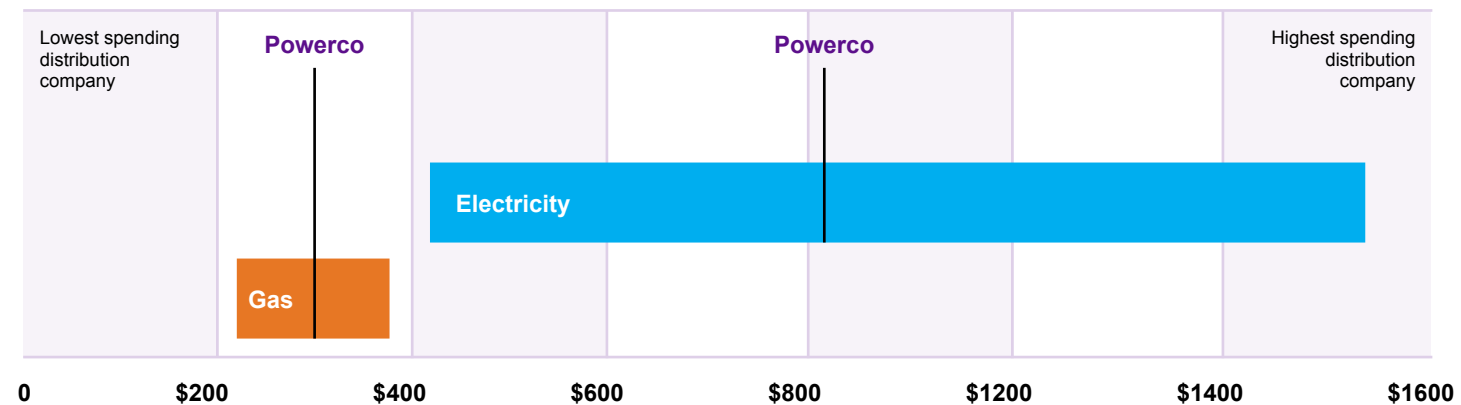 Lowest spending
distribution
company
Powerco
Powerco
Highest spending
distribution
company
Electricity
Gas
0 $200 $400 $600 $800 $1200 $1400 $1600